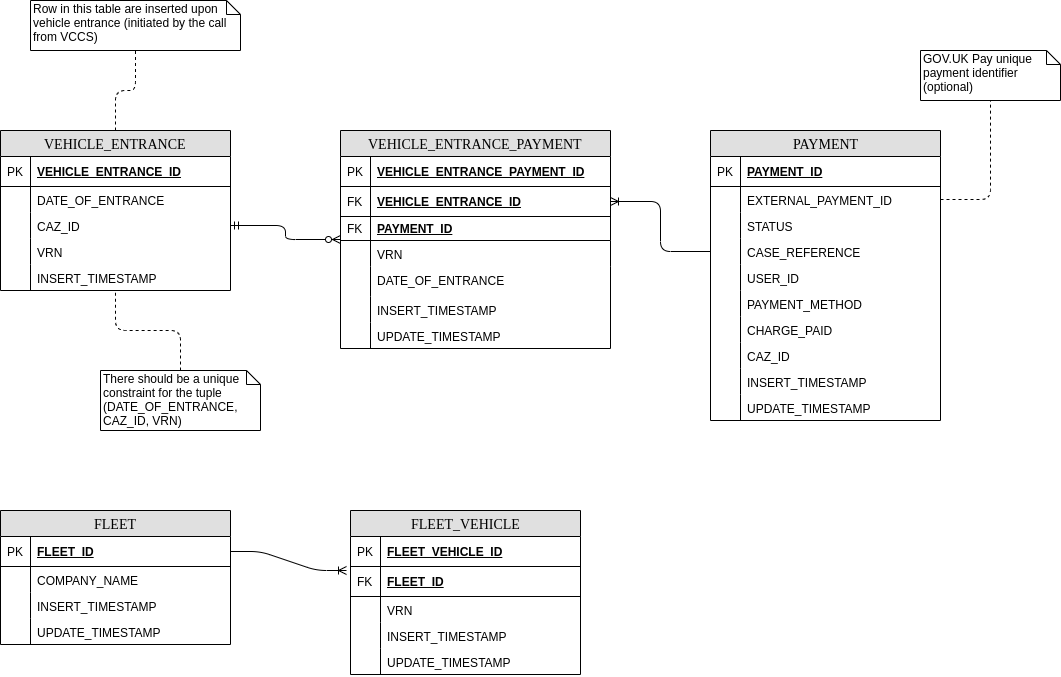 Row in this table are inserted upon
vehicle entrance (initiated by the call
from VCCS)
GOV.UK Pay unique
payment identifier
(optional)
VEHICLE_ENTRANCE
PK VEHICLE_ENTRANCE_ID
DATE_OF_ENTRANCE
CAZ_ID
VRN
INSERT_TIMESTAMP
VEHICLE_ENTRANCE_PAYMENT
PK VEHICLE_ENTRANCE_PAYMENT_ID
FK VEHICLE_ENTRANCE_ID
FK PAYMENT_ID
VRN
DATE_OF_ENTRANCE
INSERT_TIMESTAMP
UPDATE_TIMESTAMP
PAYMENT
PK PAYMENT_ID
EXTERNAL_PAYMENT_ID
STATUS
CASE_REFERENCE
USER_ID
PAYMENT_METHOD
CHARGE_PAID
CAZ_ID
INSERT_TIMESTAMP
UPDATE_TIMESTAMP
There should be a unique
constraint for the tuple
(DATE_OF_ENTRANCE,
CAZ_ID, VRN)
FLEET
PK FLEET_ID
COMPANY_NAME
INSERT_TIMESTAMP
UPDATE_TIMESTAMP
FLEET_VEHICLE
PK FLEET_VEHICLE_ID
FK FLEET_ID
VRN
INSERT_TIMESTAMP
UPDATE_TIMESTAMP